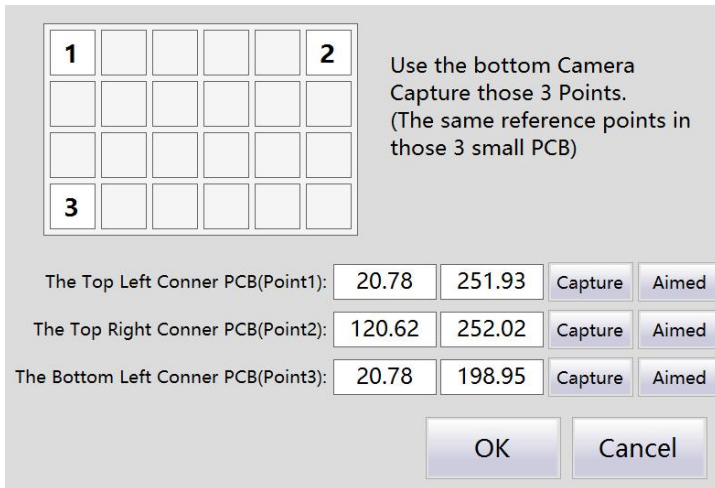 1
2
Use the bottom Camera
Capture those 3 Points.
(The same reference points in
those 3 small PCB)
3
The Top Left Conner PCB(Point1): 20.78 251.93 Capture Aimed
The Top Right Conner PCB(Point2): 120.62 252.02 Capture Aimed
The Bottom Left Conner PCB(Point3): 20.78 198.95 Capture Aimed
OK Cancel